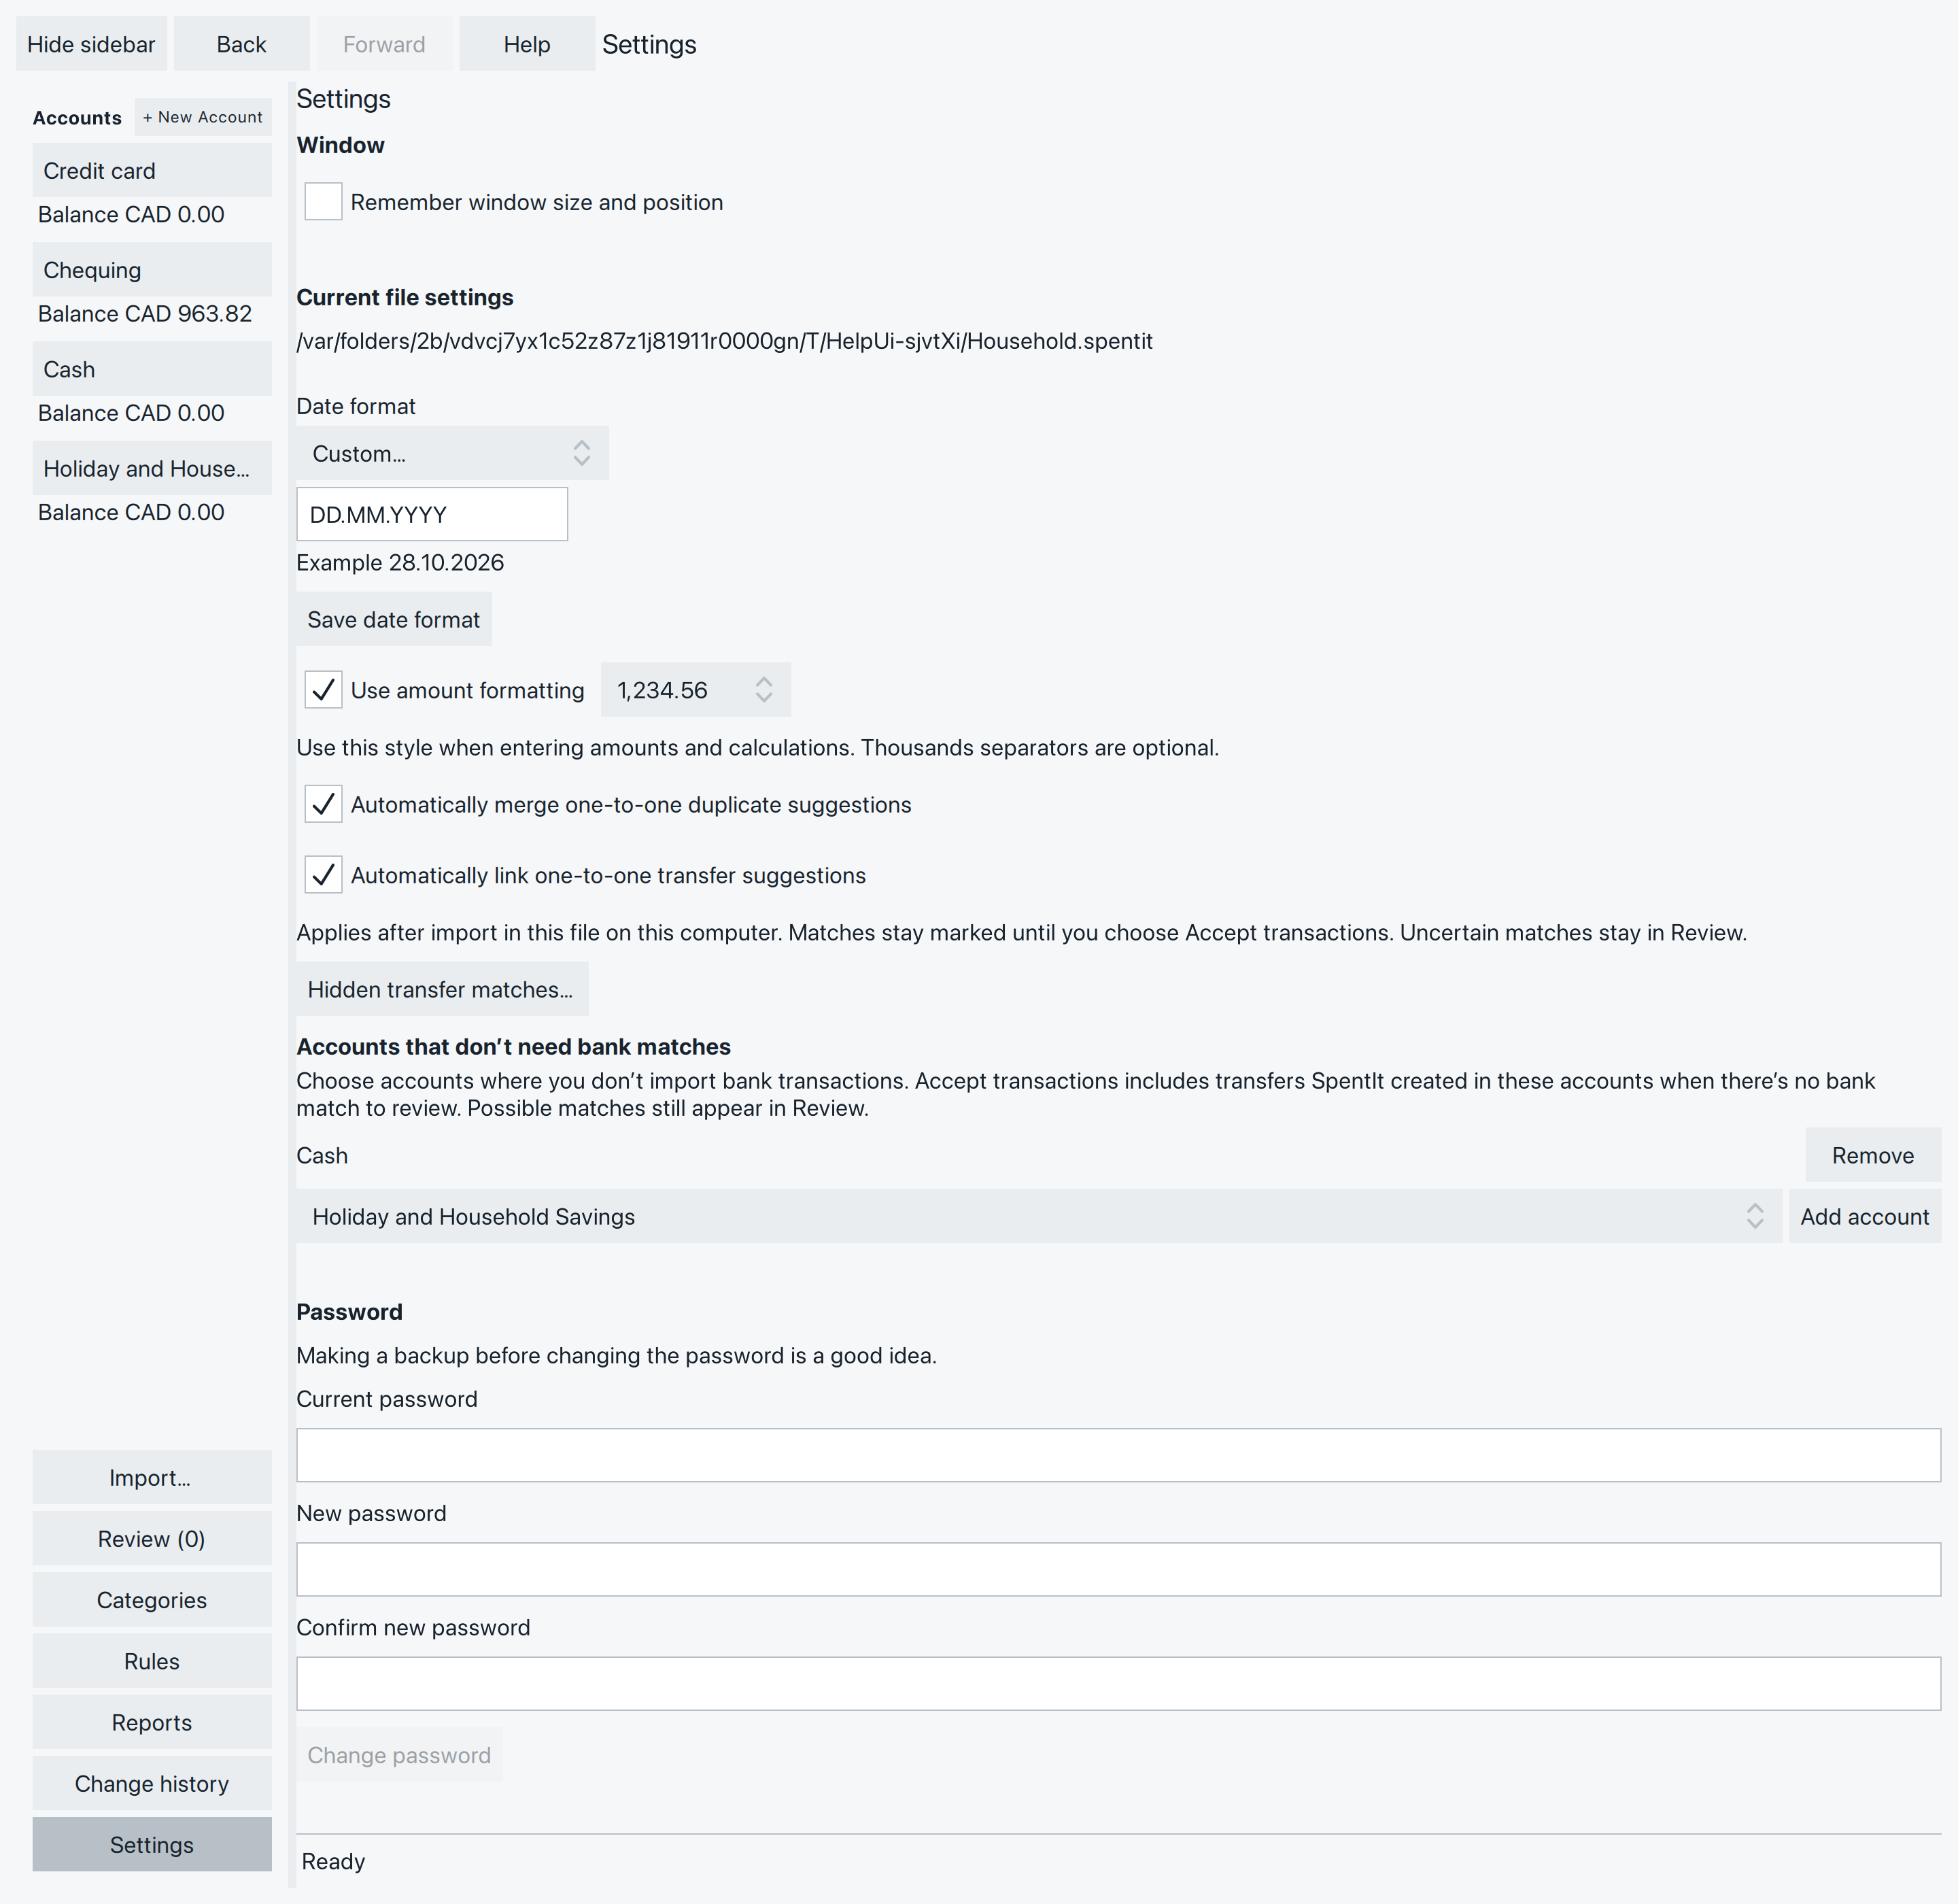 Hide sidebar
Back
Forward
Help
Settings
Accounts
+ New Account
Credit card
Balance CAD 0.00
Chequing
Balance CAD 963.82
Cash
Balance CAD 0.00
Holiday and House...
Balance CAD 0.00
Import...
Review (0)
Categories
Rules
Reports
Change history
Settings
Settings
Window
Remember window size and position
Current file settings
/var/folders/2b/vdvcj7yx1c52z87z1j81911r0000gn/T/HelpUi-sjvtXi/Household.spentit
Date format
Custom...
DD.MM.YYYY
Example 28.10.2026
Save date format
Use amount formatting
1,234.56
Use this style when entering amounts and calculations. Thousands separators are optional.
Automatically merge one-to-one duplicate suggestions
Automatically link one-to-one transfer suggestions
Applies after import in this file on this computer. Matches stay marked until you choose Accept transactions. Uncertain matches stay in Review.
Hidden transfer matches...
Accounts that don’t need bank matches
Choose accounts where you don’t import bank transactions. Accept transactions includes transfers SpentIt created in these accounts when there’s no bank
match to review. Possible matches still appear in Review.
Cash
Remove
Holiday and Household Savings
Add account
Password
Making a backup before changing the password is a good idea.
Current password
New password
Confirm new password
Change password
Ready